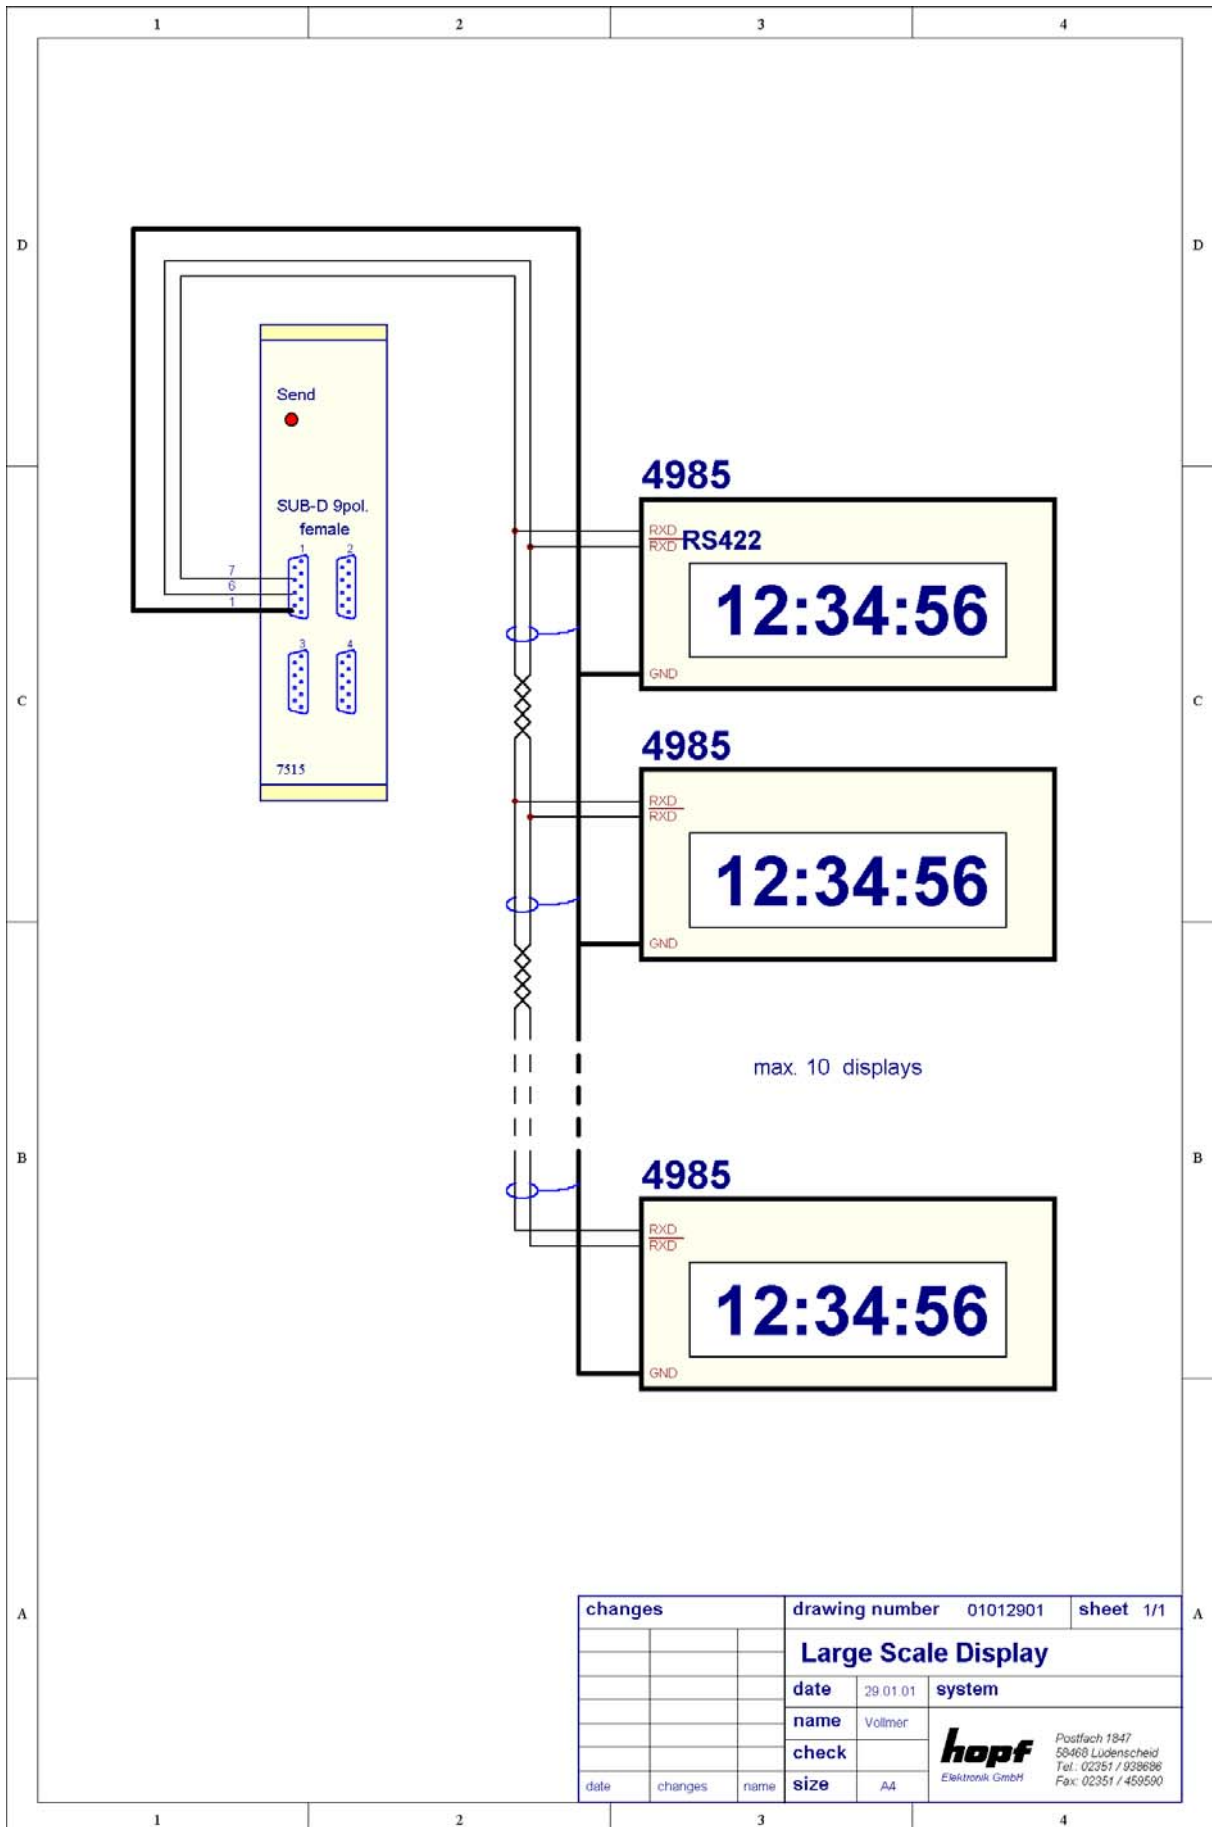 1 2 3 4
D D
Send
4985
SUB-D 9pol.
female
RXD
RXD RS422
1 2
7
6
1
12:34:56
3 4
GND
C C
4985
7515
RXD
RXD
12:34:56
GND
max. 10 displays
B B
4985
RXD
RXD
12:34:56
GND
changes drawing number 01012901 sheet 1/1
A A
Large Scale Display
date 29.01.01 system
name Vollmer
check
hopf
Elektronik GmbH
Postfach 1847
58468 Lüdenscheid
Tel.: 02351 / 938686
Fax: 02351 / 459590
date changes name size A4
1 2 3 4